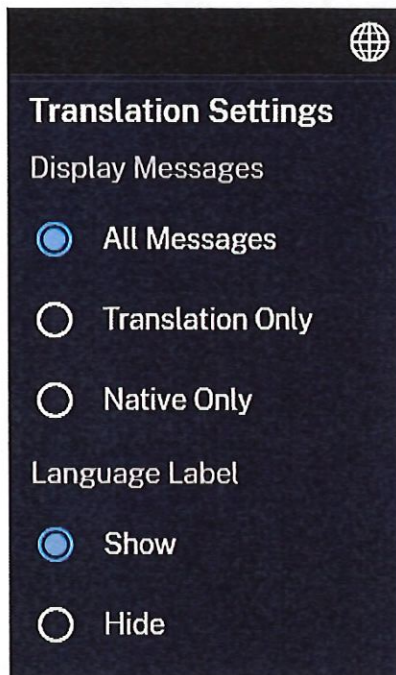 Translation Settings
Display Messages
All Messages
Translation Only
Native Only
Language Label
Show
Hide